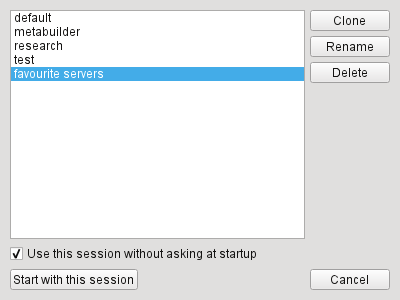 default
metabuilder
research
test
favourite servers
Clone
Rename
Delete
Use this session without asking at startup
Start with this session
Cancel